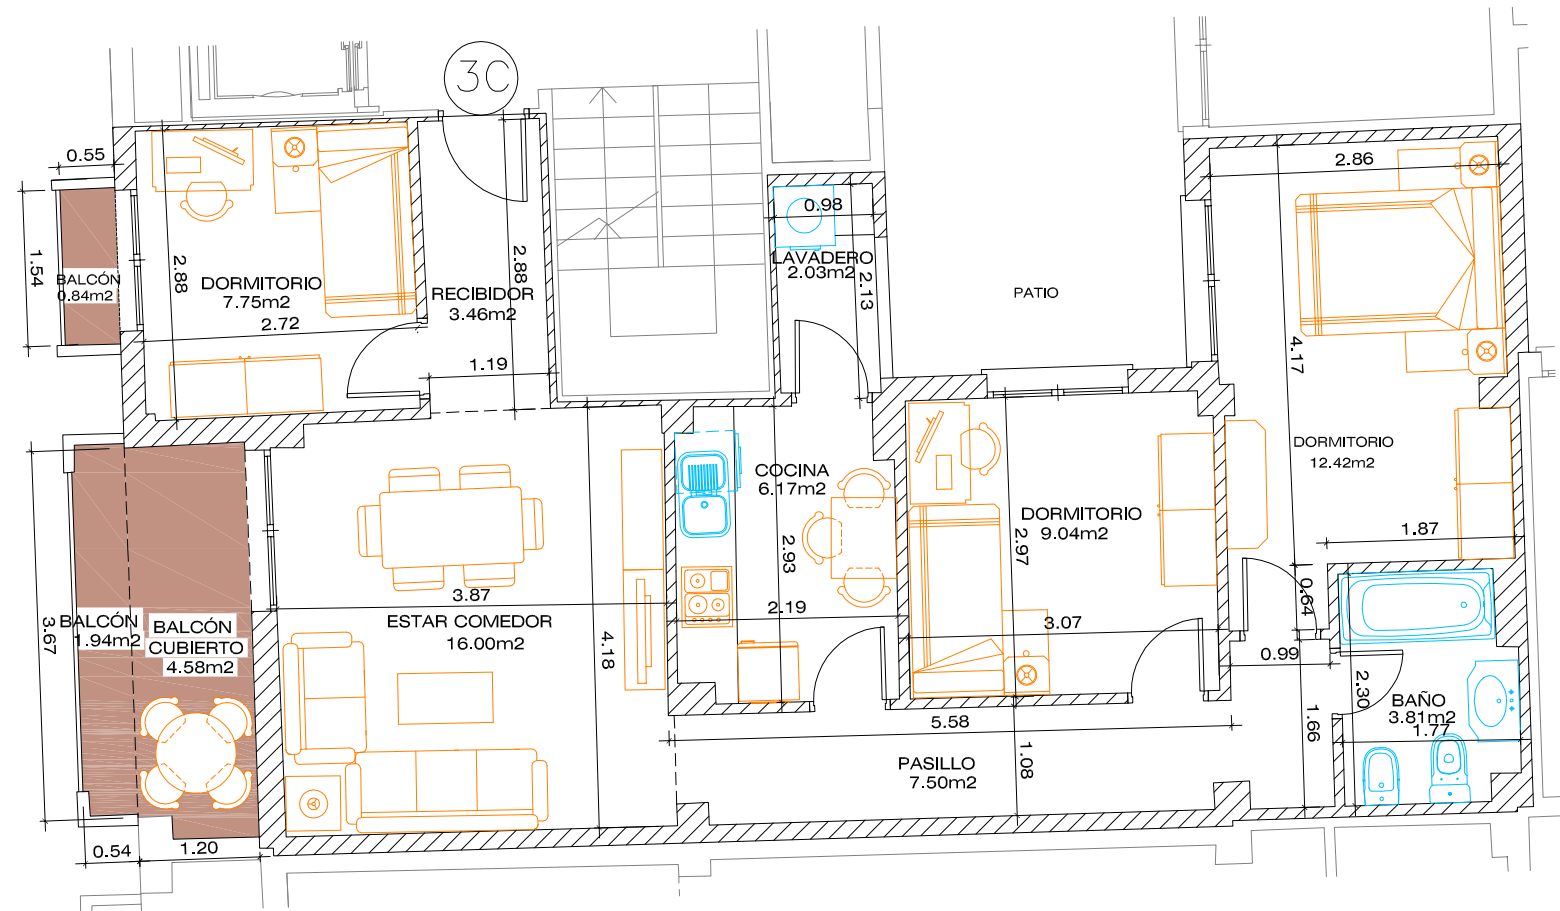 3C
0.55
1.54
BALCÓN
0.84m2
2.88
DORMITORIO
7.75m2
2.72
2.88
RECIBIDOR
3.46m2
1.19
0.98
LAVADERO
2.03m2
2.13
PATIO
2.86
4.17
DORMITORIO
12.42m2
1.87
3.67
BALCÓN
1.94m2
BALCÓN
CUBIERTO
4.58m2
0.54
1.20
3.87
ESTAR COMEDOR
16.00m2
4.18
COCINA
6.17m2
2.93
2.19
DORMITORIO
9.04m2
2.97
3.07
0.64
0.99
5.58
PASILLO
7.50m2
1.08
1.66
2.30
BAÑO
3.81m2
1.77